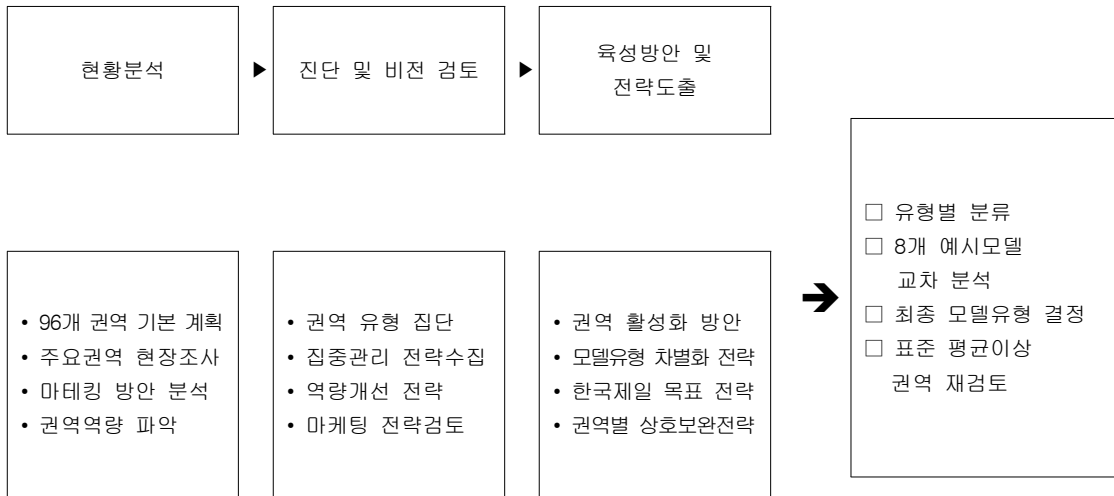 현황분석
▶
진단 및 비전 검토
▶
육성방안 및
전략도출
• 96개 권역 기본 계획
• 주요권역 현장조사
• 마테킹 방안 분석
• 권역역량 파악
• 권역 유형 집단
• 집중관리 전략수집
• 역량개선 전략
• 마케팅 전략검토
• 권역 활성화 방안
• 모델유형 차별화 전략
• 한국제일 목표 전략
• 권역별 상호보완전략
➔
□ 유형별 분류
□ 8개 예시모델
교차 분석
□ 최종 모델유형 결정
□ 표준 평균이상
권역 재검토